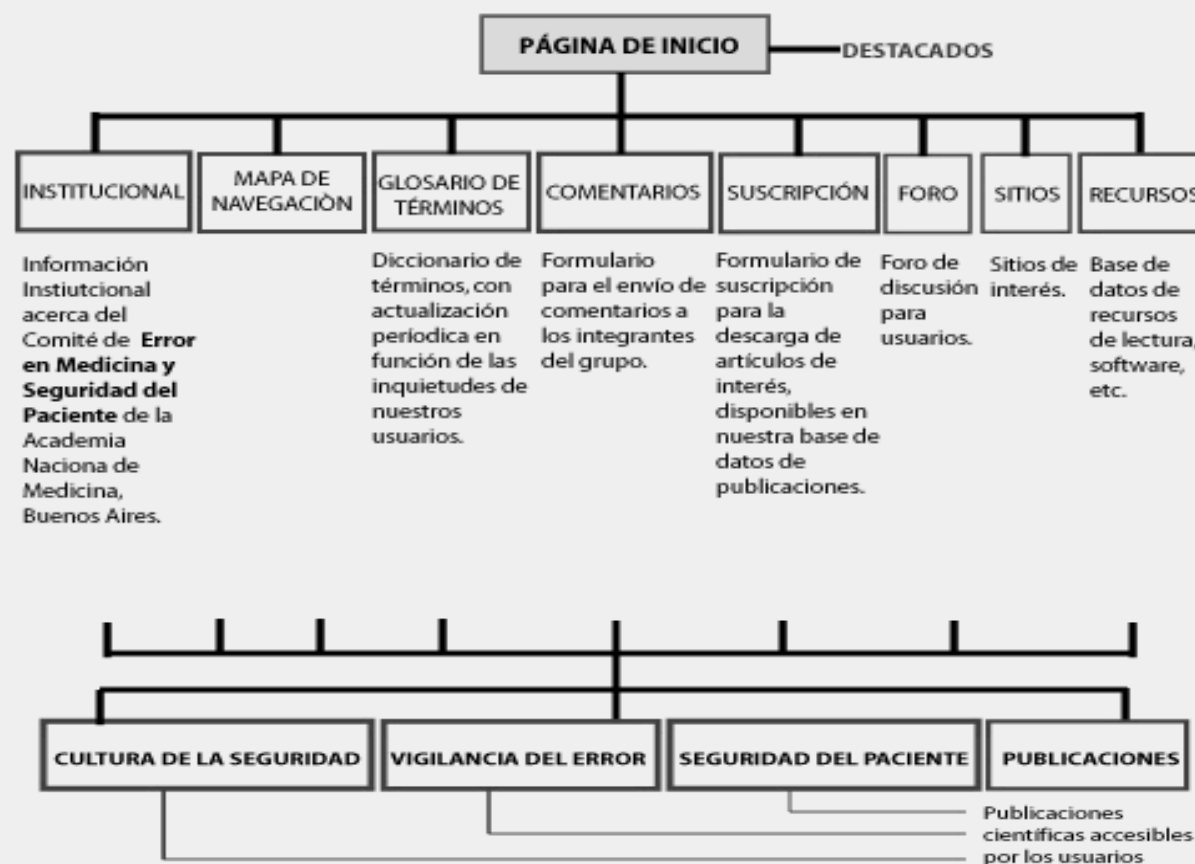 PÁGINA DE INICIO
DESTACADOS
INSTITUCIONAL
MAPA DE
NAVEGACIÒN
GLOSARIO DE
TÉRMINOS
COMENTARIOS
SUSCRIPCIÓN
FORO
SITIOS
RECURSOS
Información
Instiutcional
acerca del
Comité de Error
en Medicina y
Seguridad del
Paciente de la
Academia
Naciona de
Medicina,
Buenos Aires.
Diccionario de
términos, con
actualización
períodica en
función de las
inquietudes de
nuestros
usuarios.
Formulario
para el envío de
comentarios a
los integrantes
del grupo.
Formulario de
suscripción
para la
descarga de
artículos de
interés,
disponibles en
nuestra base de
datos de
publicaciones.
Foro de
discusión
para
usuarios.
Sitios de
interés.
Base de
datos de
recursos
de lectura,
software,
etc.
CULTURA DE LA SEGURIDAD
VIGILANCIA DEL ERROR
SEGURIDAD DEL PACIENTE
PUBLICACIONES
Publicaciones
científicas accesibles
por los usuarios